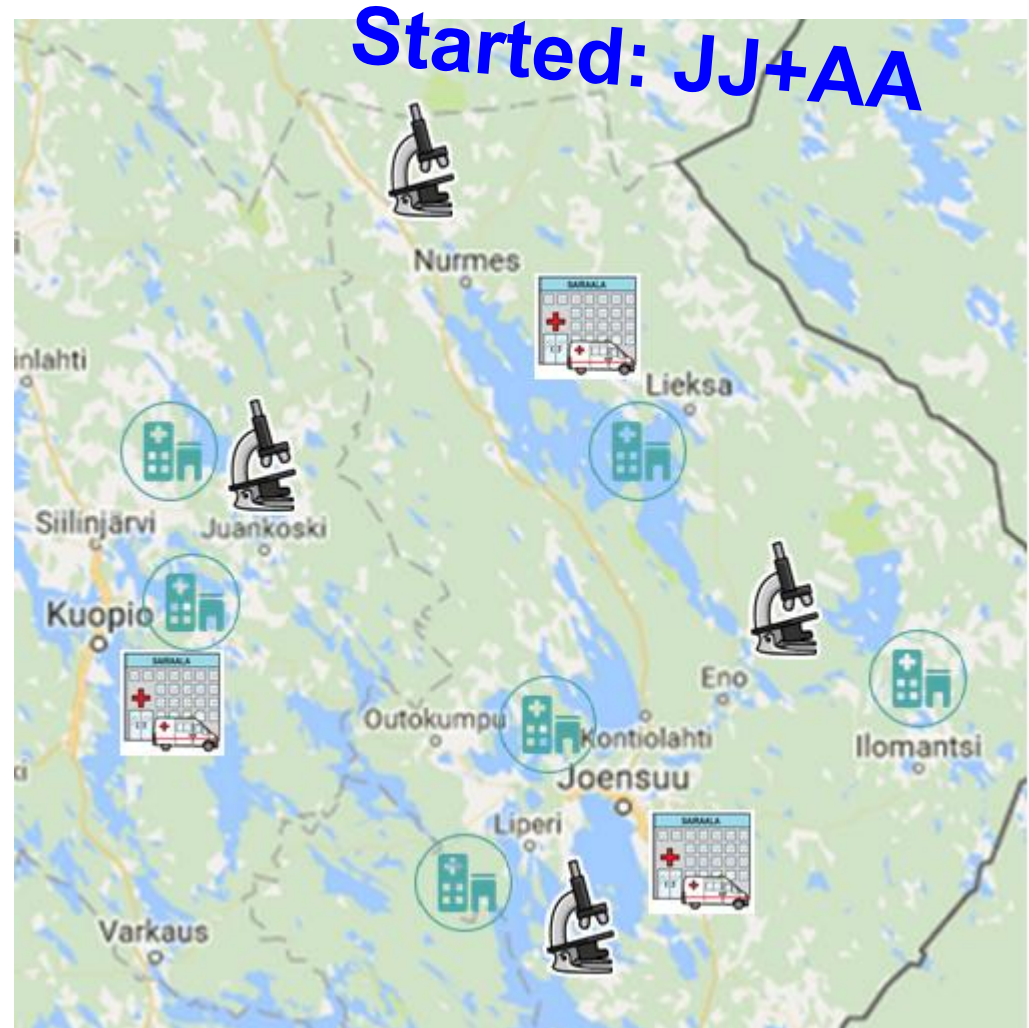 Started: JJ+AA
Nurmes
SAIRAALA
inlahti
Lieksa
Siilinjärvi
Juankoski
Kuopio
SAIRAALA
Eno
Outokumpu
Kontiolahti
Ilomantsi
Joensuu
SAIRAALA
Liperi
Varkaus